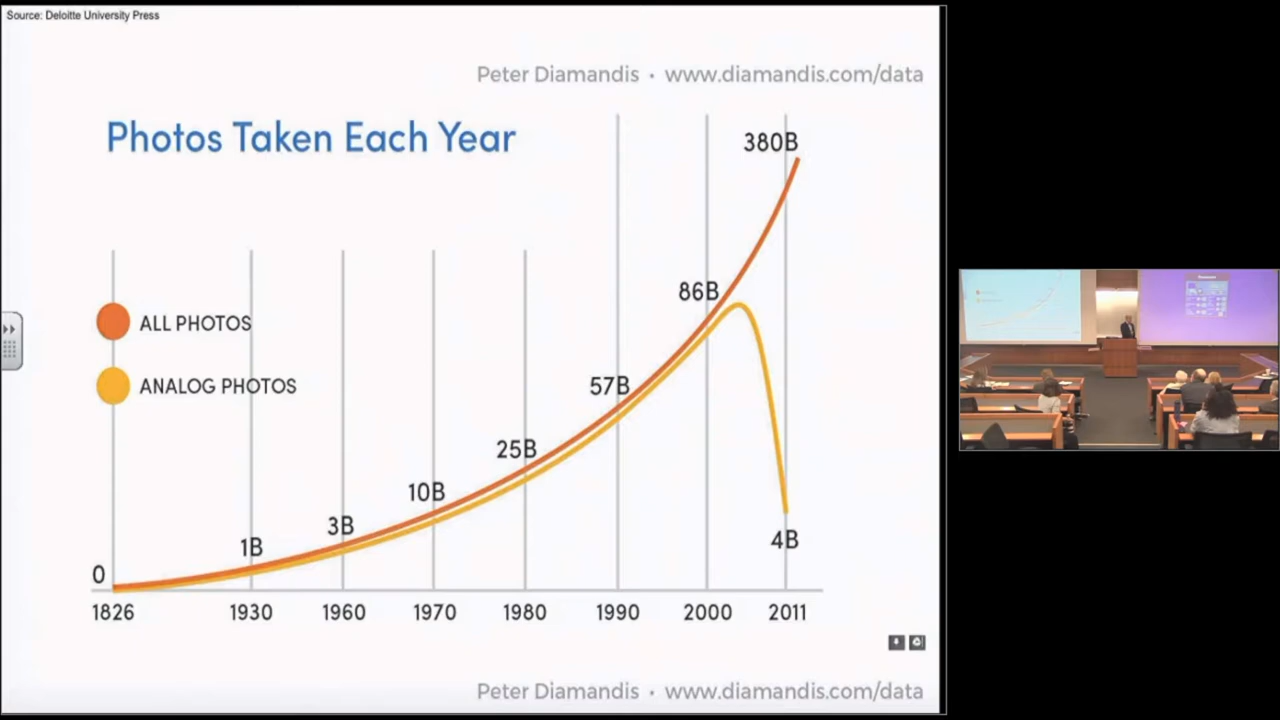 Source: Deloitte University Press
Peter Diamandis • www.diamandis.com/data
Photos Taken Each Year
380B
86B
ALL PHOTOS
57B
ANALOG PHOTOS
25B
10B
3B
1B
4B
0
1826 1930 1960 1970 1980 1990 2000 2011
Peter Diamandis • www.diamandis.com/data